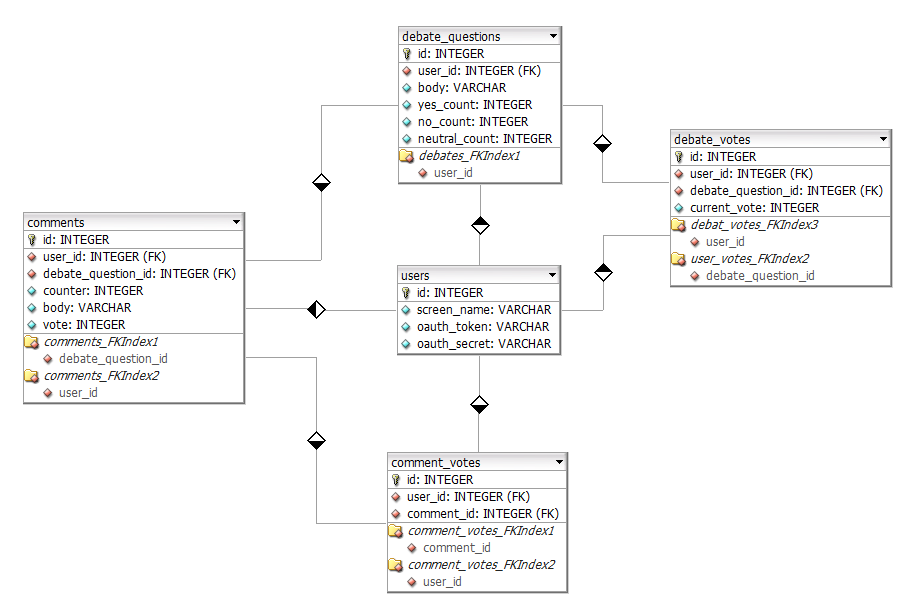 debate_questions
id: INTEGER
user_id: INTEGER (FK)
body: VARCHAR
yes_count: INTEGER
no_count: INTEGER
neutral_count: INTEGER
debates_FKIndex1
user_id
debate_votes
id: INTEGER
user_id: INTEGER (FK)
debate_question_id: INTEGER (FK)
current_vote: INTEGER
debat_votes_FKIndex3
user_id
user_votes_FKIndex2
debate_question_id
comments
id: INTEGER
user_id: INTEGER (FK)
debate_question_id: INTEGER (FK)
counter: INTEGER
body: VARCHAR
vote: INTEGER
comments_FKIndex1
debate_question_id
comments_FKIndex2
user_id
users
id: INTEGER
screen_name: VARCHAR
oauth_token: VARCHAR
oauth_secret: VARCHAR
comment_votes
id: INTEGER
user_id: INTEGER (FK)
comment_id: INTEGER (FK)
comment_votes_FKIndex1
comment_id
comment_votes_FKIndex2
user_id